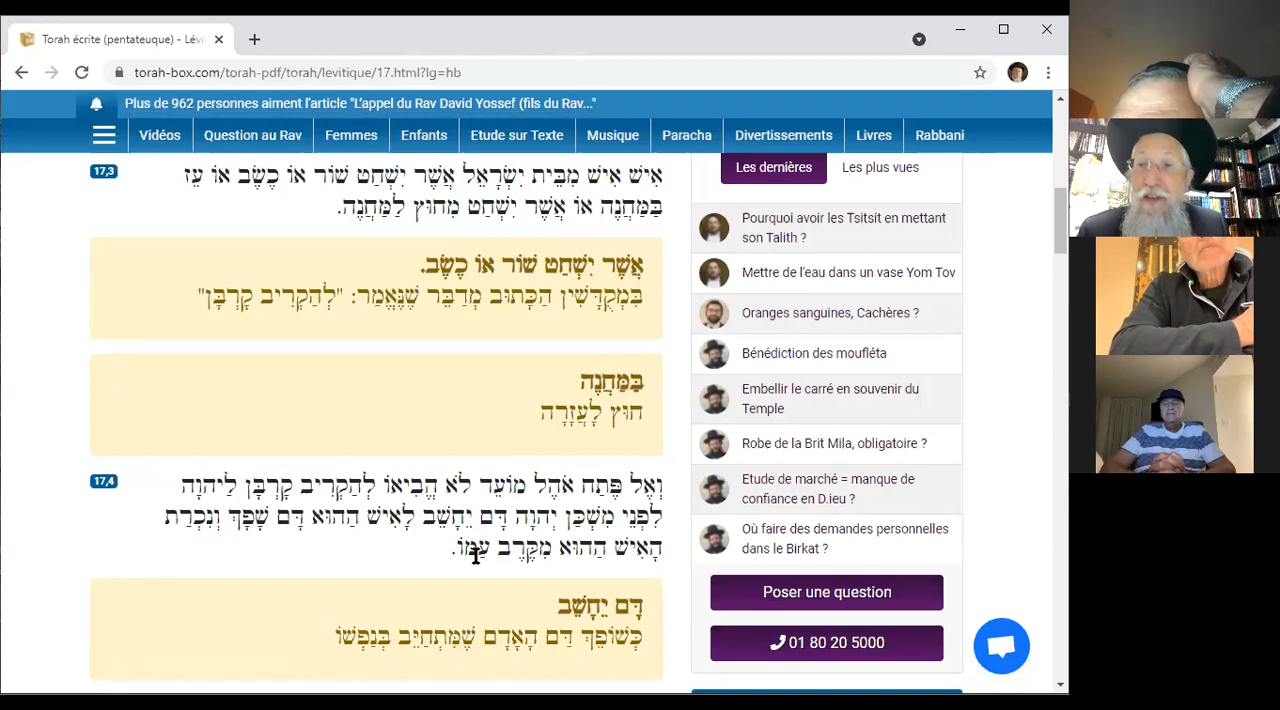 Torah écrite (pentateuque) - Lévi
torah-box.com/torah-pdf/torah/levitique/17.html?lg=hb
Plus de 962 personnes aiment l'article "L'appel du Rav David Yossef (fils du Rav..."
Vidéos
Question au Rav
Femmes
Enfants
Etude sur Texte
Musique
Paracha
Divertissements
Livres
Rabbani
17,3
אִישׁ אִישׁ מִבֵּית יִשְׂרָאֵל אֲשֶׁר יִשְׁחַט שׁוֹר אוֹ כֶשֶׂב אוֹ עֵז
בַּמַּחֲנֶה אוֹ אֲשֶׁר יִשְׁחַט מִחוּץ לַמַּחֲנֶה.
אֲשֶׁר יִשְׁחַט שׁוֹר אוֹ כֶשֶׂב.
בִּמְקֻדָּשִׁין הַכָּתוּב מְדַבֵּר שֶׁנֶּאֱמַר: "לְהַקְרִיב קָרְבָּן"
בַּמַּחֲנֶה
חוּץ לָעֲזָרָה
17,4
וְאֶל פֶּתַח אֹהֶל מוֹעֵד לֹא הֱבִיאוֹ לְהַקְרִיב קָרְבָּן לַיהוָה
לִפְנֵי מִשְׁכַּן יְהוָה דָּם יֵחָשֵׁב לָאִישׁ הַהוּא דָּם שָׁפָךְ וְנִכְרַת
הָאִישׁ הַהוּא מִקֶּרֶב עַמּוֹ.
דָּם יֵחָשֵׁב
כְּשׁוֹפֵךְ דַּם הָאָדָם שֶׁמִּתְחַיֵּב בְּנַפְשׁוֹ
Les dernières
Les plus vues
Pourquoi avoir les Tsitsit en mettant
son Talith ?
Mettre de l'eau dans un vase Yom Tov
Oranges sanguines, Cachères ?
Bénédiction des moufléta
Embellir le carré en souvenir du
Temple
Robe de la Brit Mila, obligatoire ?
Etude de marché = manque de
confiance en D.ieu ?
Où faire des demandes personnelles
dans le Birkat ?
Poser une question
01 80 20 5000